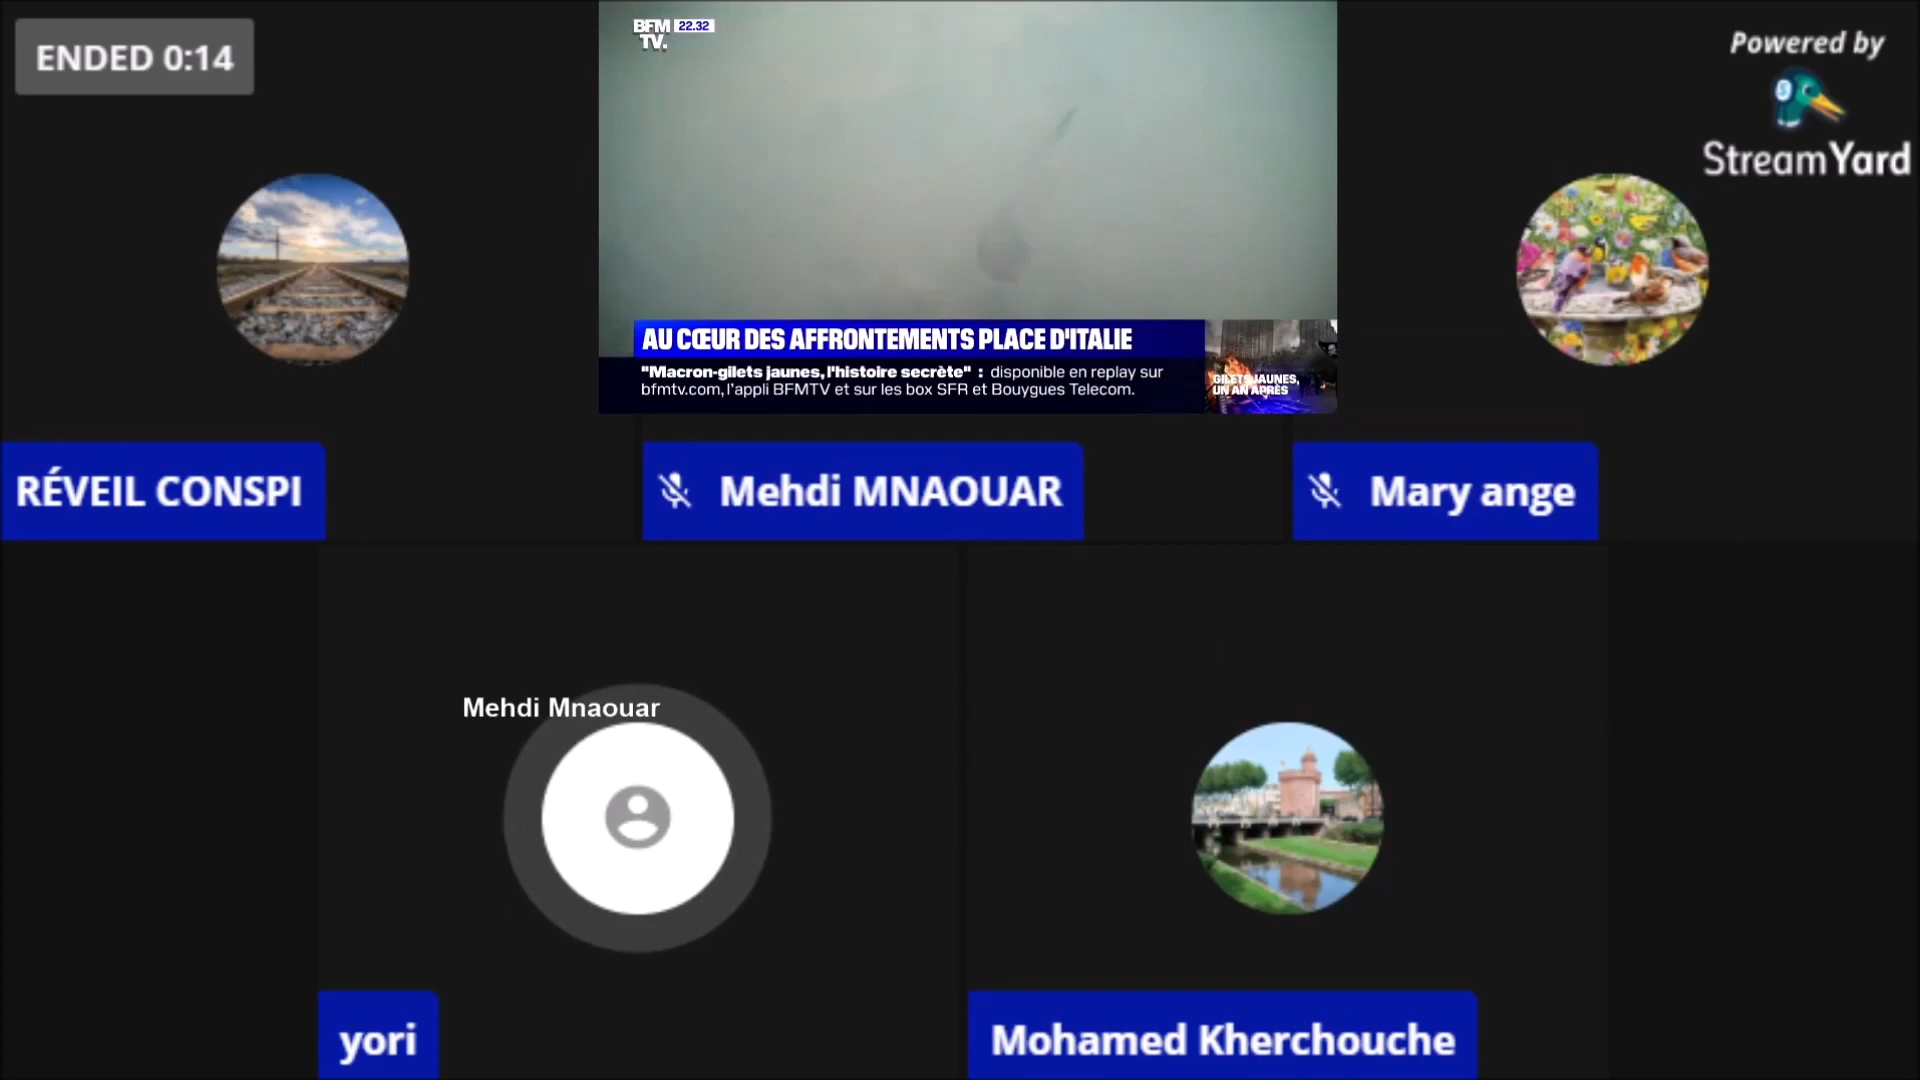 ENDED 0:14
BFM 22.32
TV.
Powered by
StreamYard
AU CŒUR DES AFFRONTEMENTS PLACE D'ITALIE
"Macron-gilets jaunes, l'histoire secrète" : disponible en replay sur
bfmtv.com, l'appli BFMTV et sur les box SFR et Bouygues Telecom.
GILETS JAUNES,
UN AN APRÈS
RÉVEIL CONSPI
Mehdi MNAOUAR
Mary ange
Mehdi Mnaouar
yori
Mohamed Kherchouche